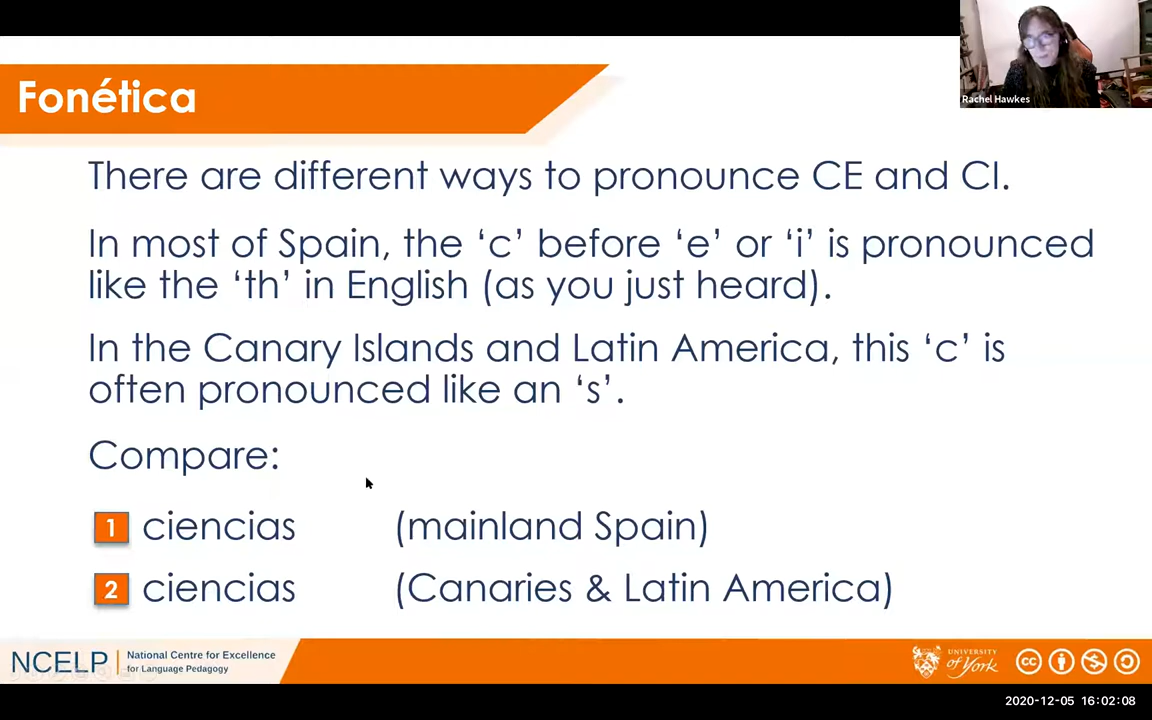 Fonética
Rachel Hawkes
There are different ways to pronounce CE and CI.
In most of Spain, the ‘c’ before ‘e’ or ‘i’ is pronounced
like the ‘th’ in English (as you just heard).
In the Canary Islands and Latin America, this ‘c’ is
often pronounced like an ‘s’.
Compare:
1 ciencias (mainland Spain)
2 ciencias (Canaries & Latin America)
NCELP National Centre for Excellence
for Language Pedagogy
UNIVERSITY
of York
2020-12-05 16:02:08